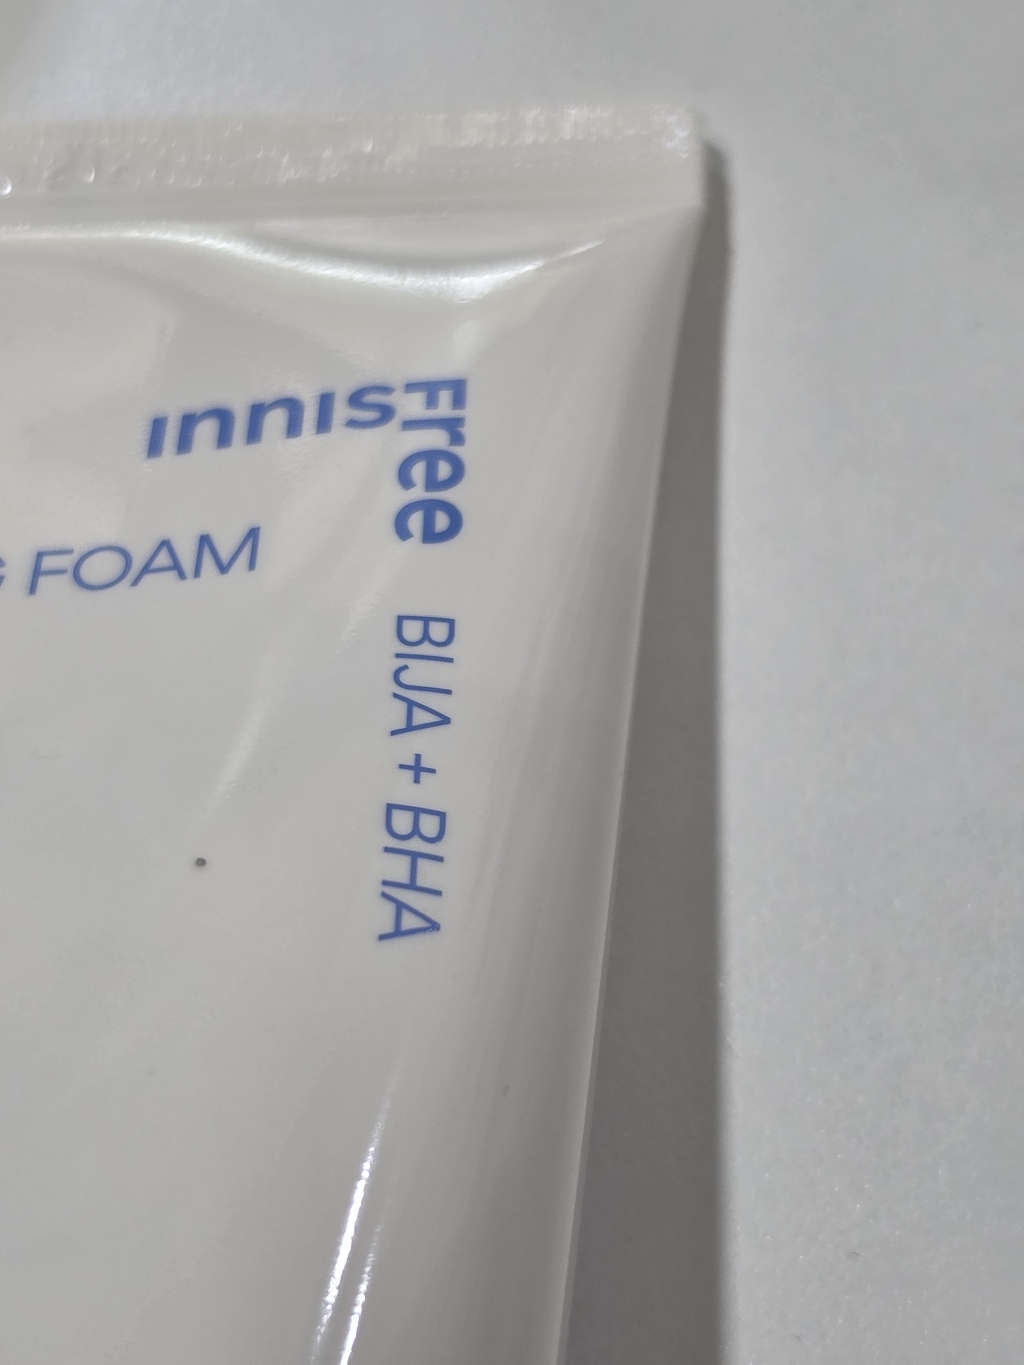 INNISFree
FOAM
BIJA + BHA